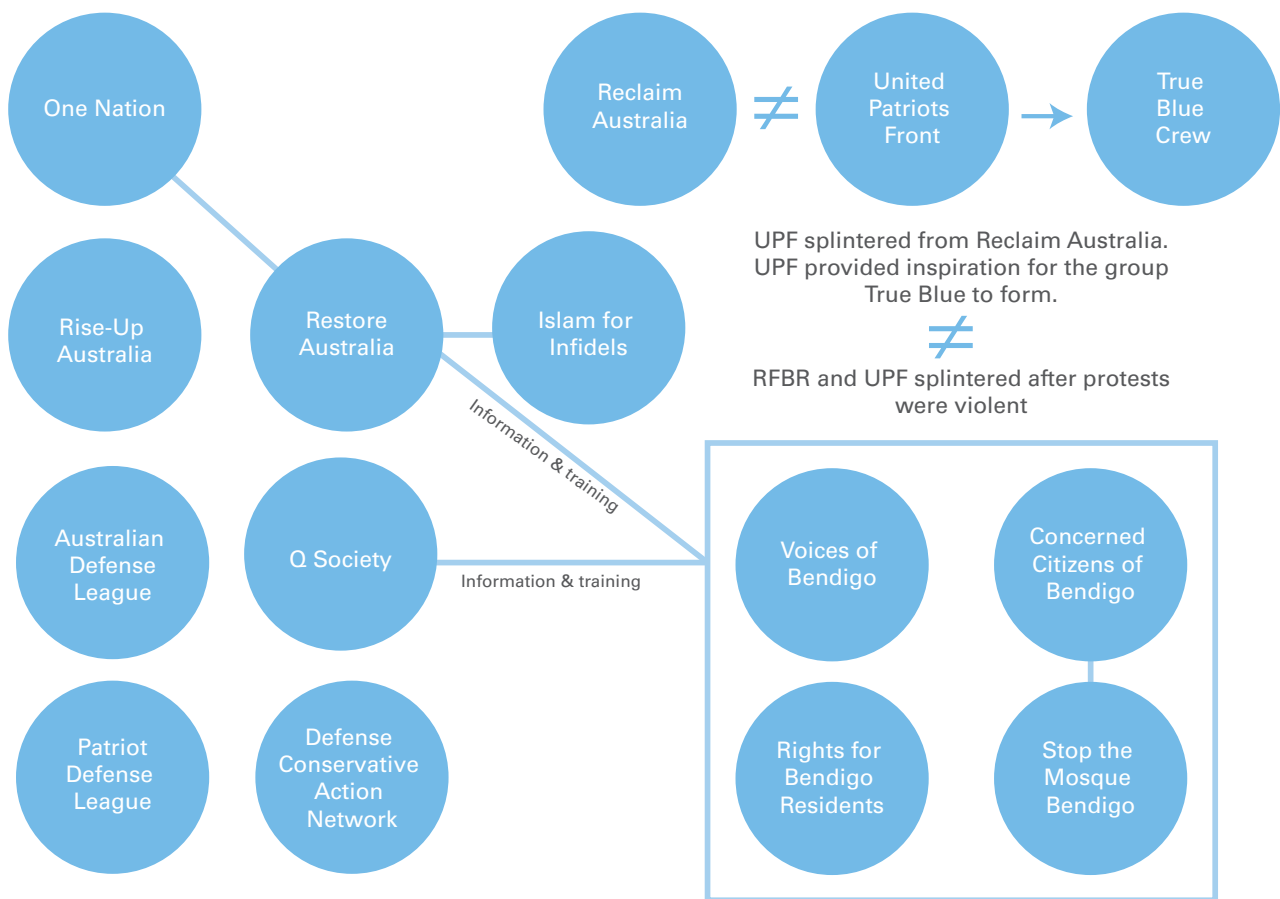 One Nation
Reclaim
Australia
≠
United
Patriots
Front
→
True
Blue
Crew
UPF splintered from Reclaim Australia.
UPF provided inspiration for the group
True Blue to form.
≠
RFBR and UPF splintered after protests
were violent
Rise-Up
Australia
Restore
Australia
Islam for
Infidels
Information & training
Australian
Defense
League
Q Society
Information & training
Voices of
Bendigo
Concerned
Citizens of
Bendigo
Patriot
Defense
League
Defense
Conservative
Action
Network
Rights for
Bendigo
Residents
Stop the
Mosque
Bendigo